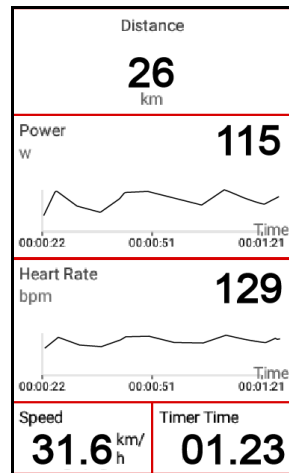 Distance
26
km
Power 115
w
Time
00:00:22 00:00:51 00:01:21
Heart Rate 129
bpm
Time
00:00:22 00:00:51 00:01:21
Speed Timer Time
31.6 km/h 01.23